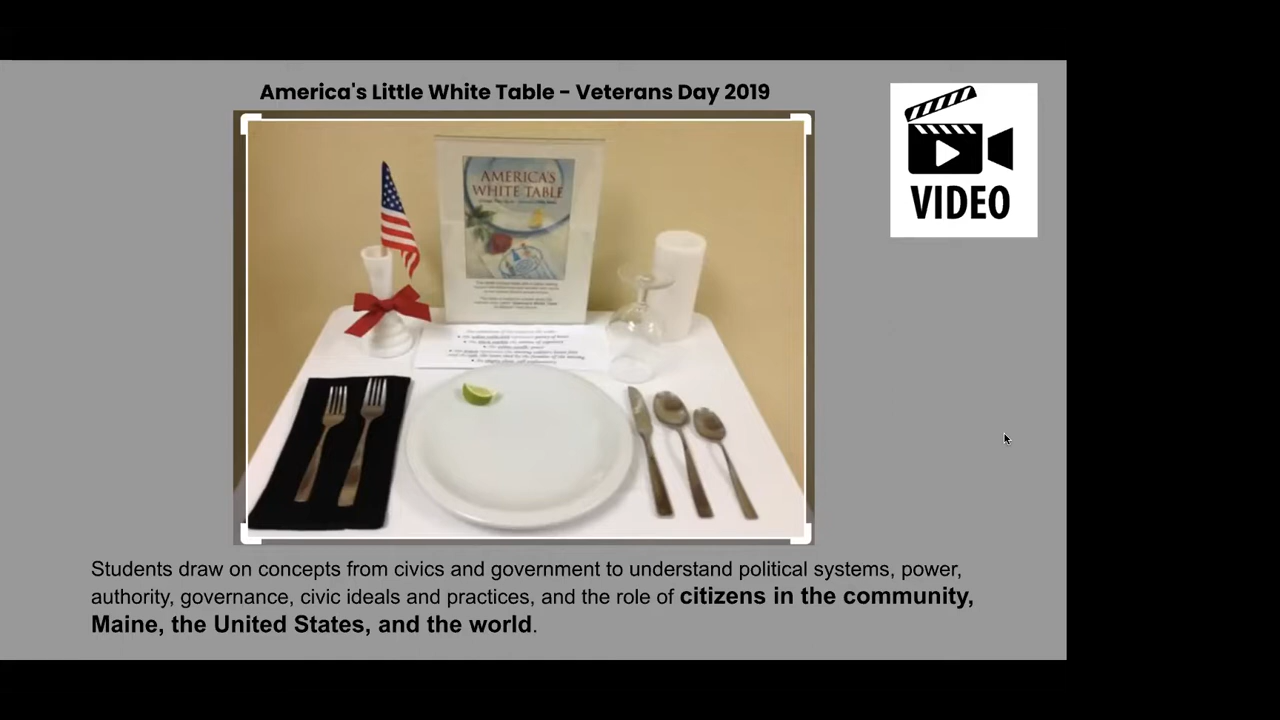 America's Little White Table - Veterans Day 2019
VIDEO
AMERICA'S
WHITE TABLE
Students draw on concepts from civics and government to understand political systems, power,
authority, governance, civic ideals and practices, and the role of citizens in the community,
Maine, the United States, and the world.